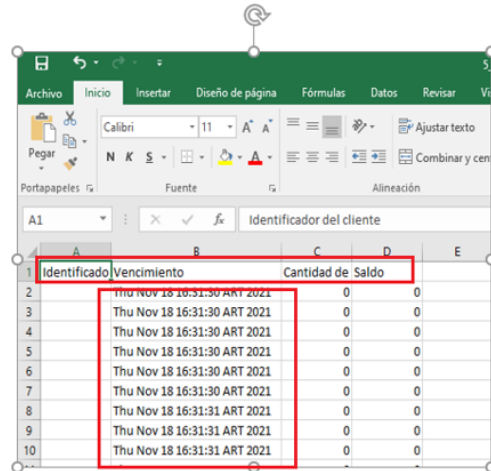 5_
Archivo Inicio Insertar Diseño de página Fórmulas Datos Revisar
Calibri 11 A A Ajustar texto
Pegar N K S A Combinar y cen
Portapapeles Fuente Alineación
A1 fx Identificador del cliente
A B C D E
1 Identificado Vencimiento Cantidad de Saldo
2 Thu Nov 18 16:31:30 ART 2021 0 0
3 Thu Nov 18 16:31:30 ART 2021 0 0
4 Thu Nov 18 16:31:30 ART 2021 0 0
5 Thu Nov 18 16:31:30 ART 2021 0 0
6 Thu Nov 18 16:31:30 ART 2021 0 0
7 Thu Nov 18 16:31:30 ART 2021 0 0
8 Thu Nov 18 16:31:31 ART 2021 0 0
9 Thu Nov 18 16:31:31 ART 2021 0 0
10 Thu Nov 18 16:31:31 ART 2021 0 0